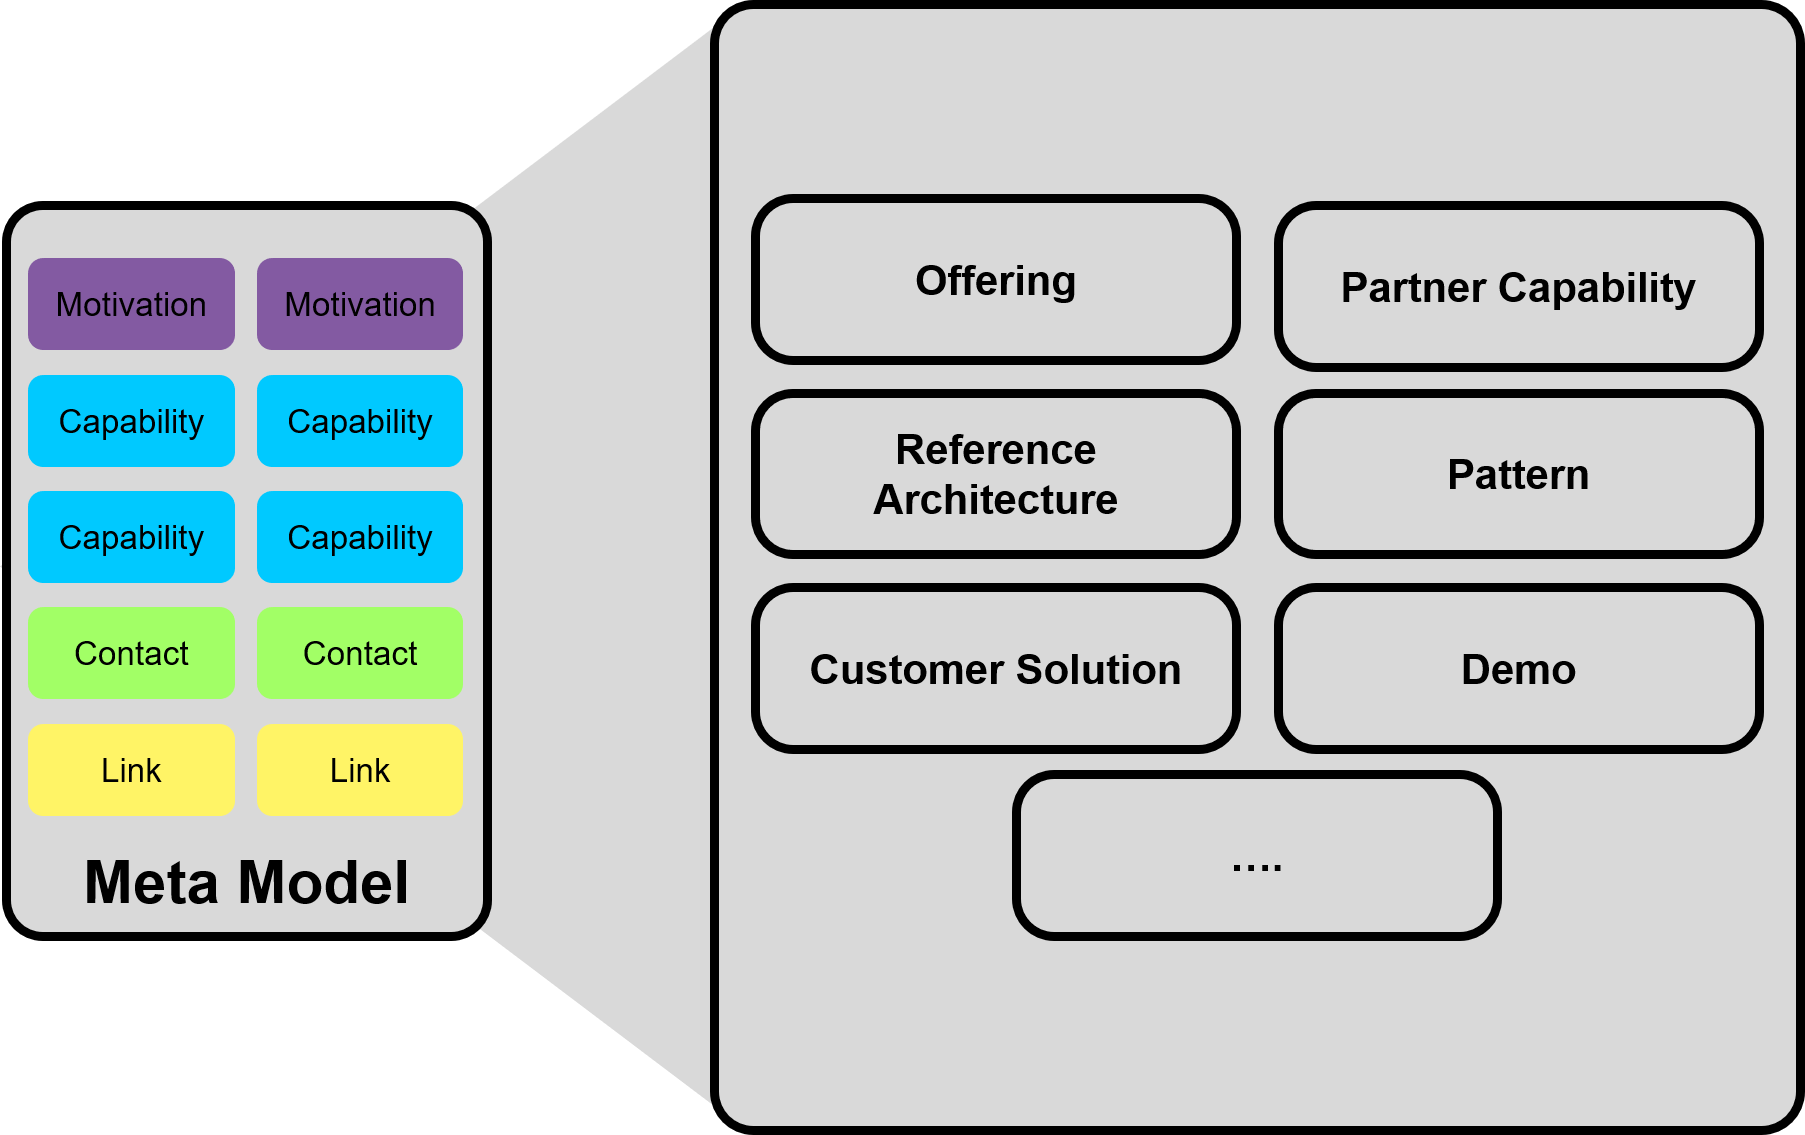 Motivation
Motivation
Capability
Capability
Capability
Capability
Contact
Contact
Link
Link
Meta Model
Offering
Partner Capability
Reference
Architecture
Pattern
Customer Solution
Demo
....